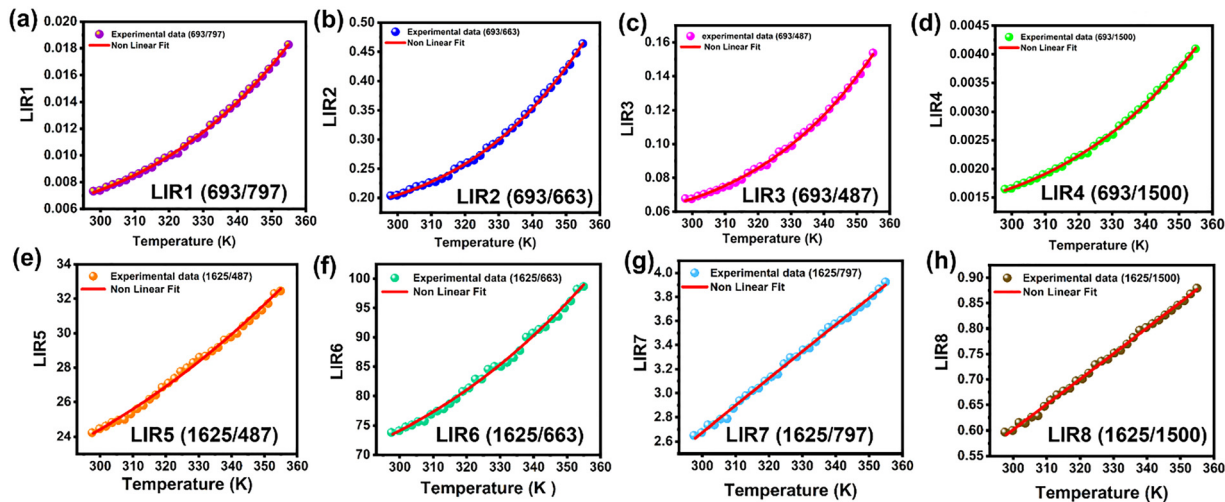 (a)
0.020
0.018
0.016
0.014
0.012
0.010
0.008
0.006
LIR1
Experimental data (693/797)
Non Linear Fit
LIR1 (693/797)
300 310 320 330 340 350 360
Temperature (K)
(b)
0.50
0.45
0.40
0.35
0.30
0.25
0.20
LIR2
Experimental data (693/663)
Non Linear Fit
LIR2 (693/663)
300 310 320 330 340 350 360
Temperature (K)
(c)
0.16
0.14
0.12
0.10
0.08
0.06
LIR3
experimental data (693/487)
Non Linear Fit
LIR3 (693/487)
300 310 320 330 340 350 360
Temperature (K)
(d)
0.0045
0.0040
0.0035
0.0030
0.0025
0.0020
0.0015
LIR4
Experimental data (693/1500)
Non Linear Fit
LIR4 (693/1500)
300 310 320 330 340 350 360
Temperature (K)
(e)
34
32
30
28
26
24
LIR5
Experimental data (1625/487)
Non Linear Fit
LIR5 (1625/487)
300 310 320 330 340 350 360
Temperature (K)
(f)
105
100
95
90
85
80
75
70
LIR6
Experimental data (1625/663)
Non Linear Fit
LIR6 (1625/663)
300 310 320 330 340 350 360
Temperature (K )
(g)
4.2
4.0
3.8
3.6
3.4
3.2
3.0
2.8
2.6
LIR7
Experimental data (1625/797)
Non Linear Fit
LIR7 (1625/797)
300 310 320 330 340 350 360
Temperature (K)
(h)
0.90
0.85
0.80
0.75
0.70
0.65
0.60
0.55
LIR8
Experimental data (1625/1500)
Non Linear Fit
LIR8 (1625/1500)
300 310 320 330 340 350 360
Temperature (K)